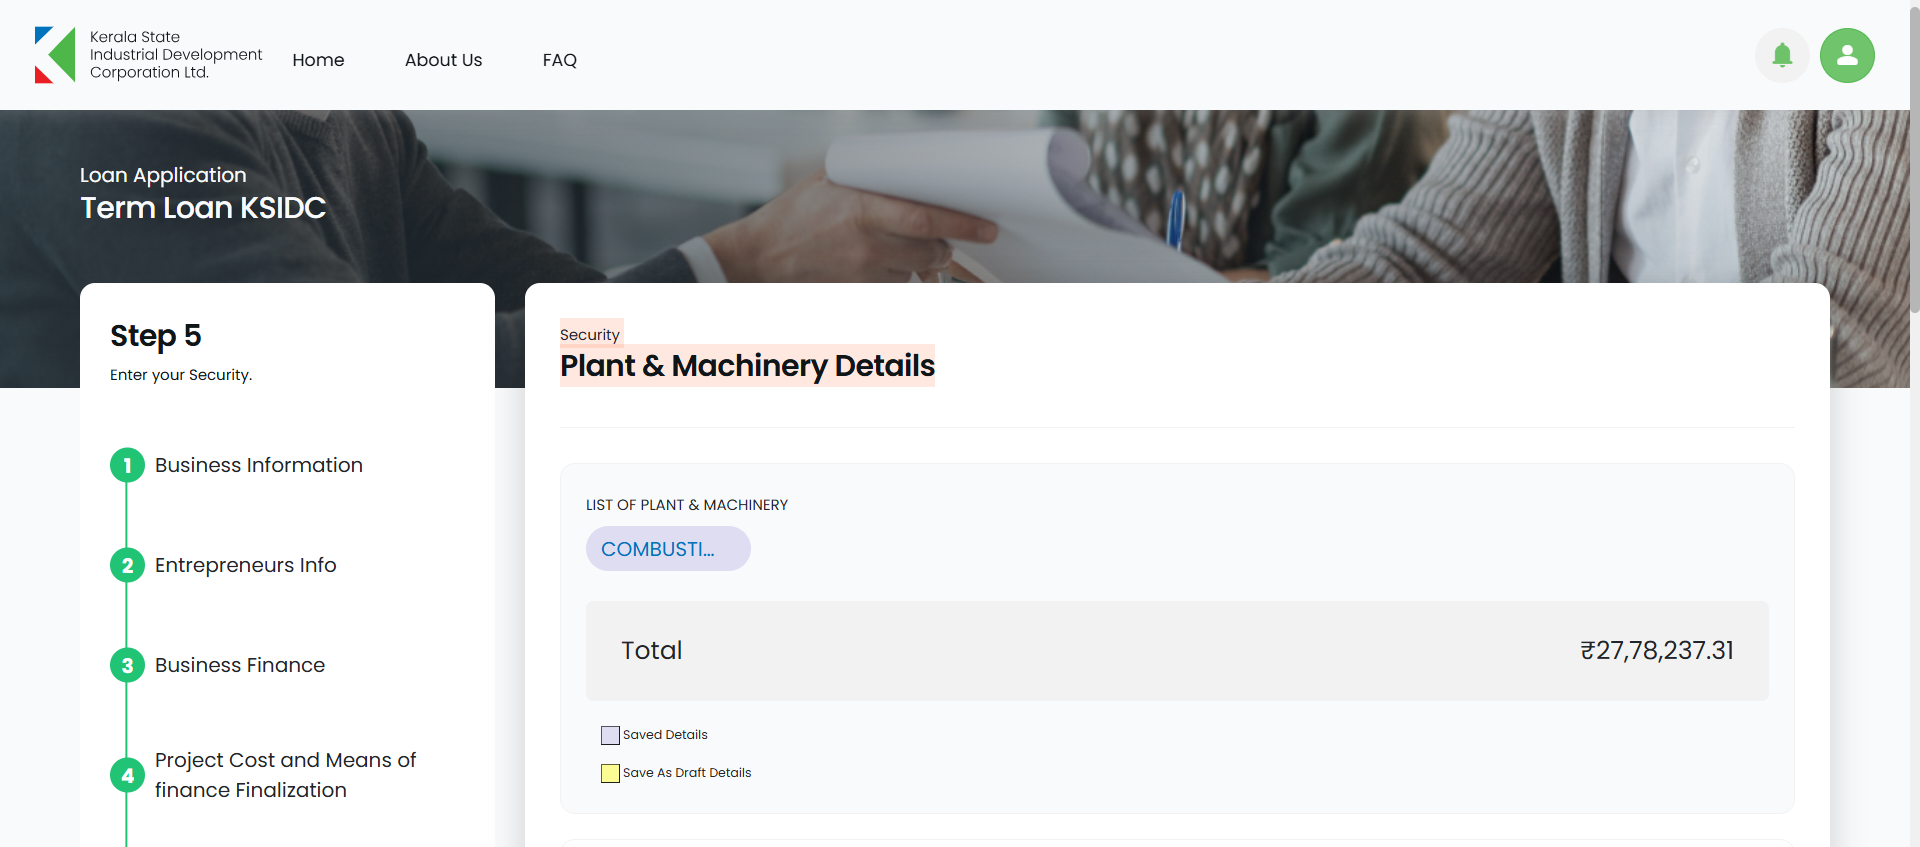 Kerala State
Industrial Development
Corporation Ltd.
Home
About Us
FAQ
Loan Application
Term Loan KSIDC
Step 5
Enter your Security.
1 Business Information
2 Entrepreneurs Info
3 Business Finance
4 Project Cost and Means of
finance Finalization
Security
Plant & Machinery Details
LIST OF PLANT & MACHINERY
COMBUSTI...
Total ₹27,78,237.31
Saved Details
Save As Draft Details